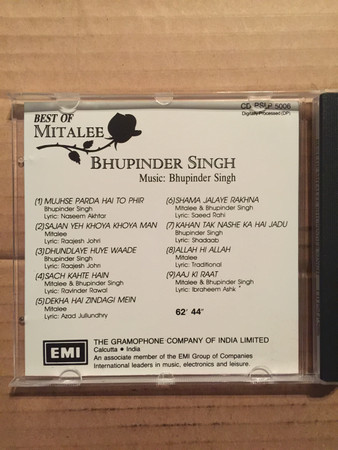 CD PSLP 5006
Digitally Processed (DP)
BEST OF
MITALEE
BHUPINDER SINGH
Music: Bhupinder Singh
(1) MUJHSE PARDA HAI TO PHIR
Bhupinder Singh
Lyric: Naseem Akhtar
(2) SAJAN YEH KHOYA KHOYA MAN
Mitalee
Lyric: Raajesh Johri
(3) DHUNDLAYE HUYE WAADE
Bhupinder Singh
Lyric: Raajesh Johri
(4) SACH KAHTE HAIN
Mitalee & Bhupinder Singh
Lyric: Ravinder Rawal
(5) DEKHA HAI ZINDAGI MEIN
Mitalee
Lyric: Azad Jullundhry
(6) SHAMA JALAYE RAKHNA
Mitalee & Bhupinder Singh
Lyric: Saeed Rahi
(7) KAHAN TAK NASHE KA HAI JADU
Bhupinder Singh
Lyric: Shadaab
(8) ALLAH HI ALLAH
Mitalee
Lyric: Traditional
(9) AAJ KI RAAT
Mitalee & Bhupinder Singh
Lyric: Ibraheem Ashk
62' 44"
EMI
THE GRAMOPHONE COMPANY OF INDIA LIMITED
Calcutta • India
An associate member of the EMI Group of Companies
International leaders in music, electronics and leisure.